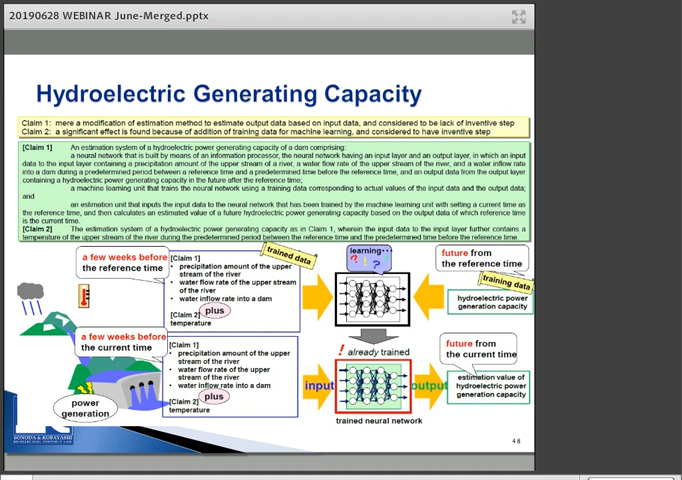 20190628 WEBINAR June-Merged.pptx
Hydroelectric Generating Capacity
Claim 1: mere a modification of estimation method to estimate output data based on input data, and considered to be lack of inventive step
Claim 2: a significant effect is found because of addition of training data for machine learning, and considered to have inventive step
[Claim 1] An estimation system of a hydroelectric power generating capacity of a dam comprising:
a neural network that is built by means of an information processor, the neural network having an input layer and an output layer, in which an input
data to the input layer containing a precipitation amount of the upper stream of a river, a water flow rate of the upper stream of the river, and a water inflow rate
into a dam during a predetermined period between a reference time and a predetermined time before the reference time, and an output data from the output layer
containing a hydroelectric power generating capacity in the future after the reference time;
a machine learning unit that trains the neural network using a training data corresponding to actual values of the input data and the output data;
and
an estimation unit that inputs the input data to the neural network that has been trained by the machine learning unit with setting a current time as
the reference time, and then calculates an estimated value of a future hydroelectric power generating capacity based on the output data of which reference time
is the current time.
[Claim 2] The estimation system of a hydroelectric power generating capacity as in Claim 1, wherein the input data to the input layer further contains a
temperature of the upper stream of the river during the predetermined period between the reference time and the predetermined time before the reference time
a few weeks before
the reference time
[Claim 1]
• precipitation amount of the upper
stream of the river
• water flow rate of the upper stream
of the river
• water inflow rate into a dam
plus
[Claim 2]
temperature
trained data
learning···
? ? ?
future from
the reference time
training data
hydroelectric power
generation capacity
a few weeks before
the current time
[Claim 1]
• precipitation amount of the upper
stream of the river
• water flow rate of the upper
stream of the river
• water inflow rate into a dam
plus
[Claim 2]
temperature
power
generation
! already trained
input
output
trained neural network
future from
the current time
estimation value of
hydroelectric power
generation capacity
SONODA & KOBAYASHI
48